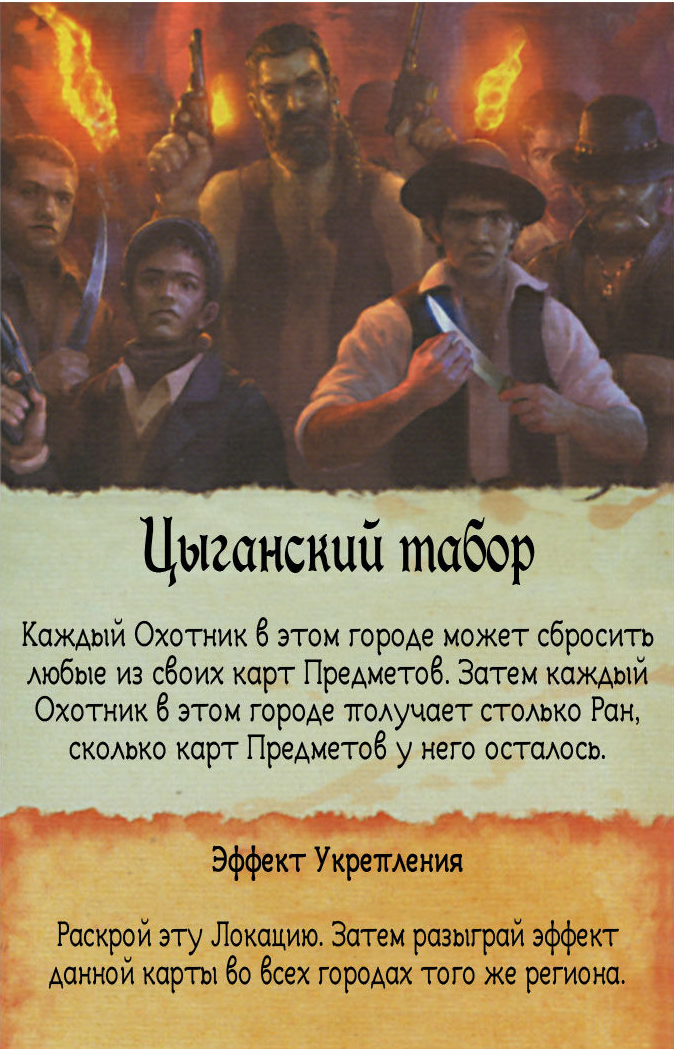 Цыганский табор
Каждый Охотник в этом городе может сбросить
любые из своих карт Предметов. Затем каждый
Охотник в этом городе получает столько Ран,
сколько карт Предметов у него осталось.
Эффект Укрепления
Раскрой эту Локацию. Затем разыграй эффект
данной карты во всех городах того же региона.